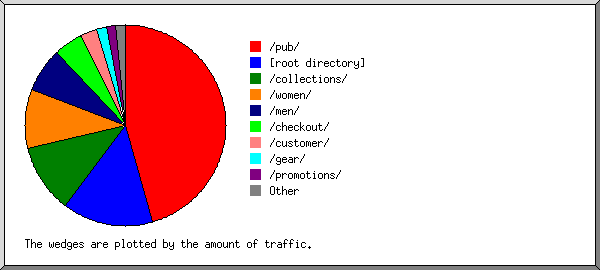 /pub/
[root directory]
/collections/
/women/
/men/
/checkout/
/customer/
/gear/
/promotions/
Other
The wedges are plotted by the amount of traffic.